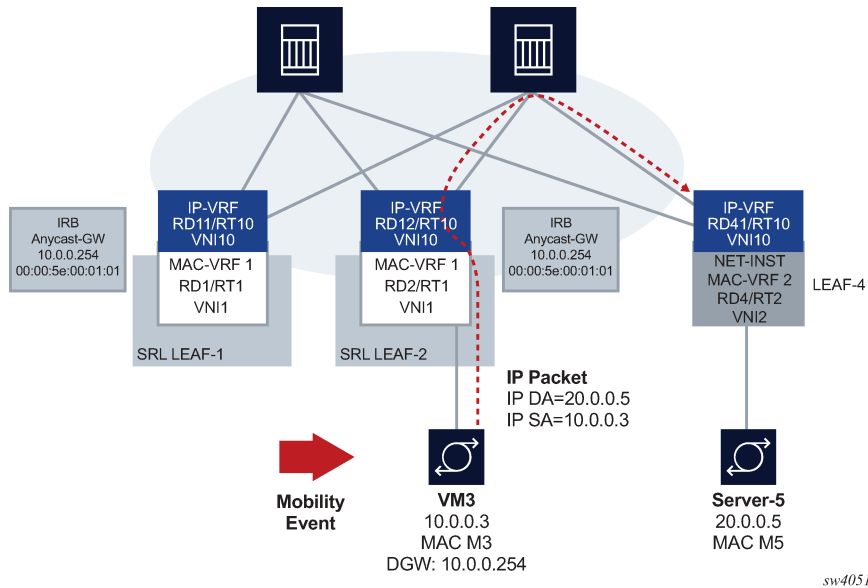 IP-VRF
RD11/RT10
VNI10
IP-VRF
RD12/RT10
VNI10
IP-VRF
RD41/RT10
VNI10
IRB
Anycast-GW
10.0.0.254
00:00:5e:00:01:01
IRB
Anycast-GW
10.0.0.254
00:00:5e:00:01:01
MAC-VRF 1
RD1/RT1
VNI1
MAC-VRF 1
RD2/RT1
VNI1
NET-INST
MAC-VRF 2
RD4/RT2
VNI2
LEAF-4
SRL LEAF-1
SRL LEAF-2
IP Packet
IP DA=20.0.0.5
IP SA=10.0.0.3
Mobility
Event
VM3
10.0.0.3
MAC M3
DGW: 10.0.0.254
Server-5
20.0.0.5
MAC M5
sw4051